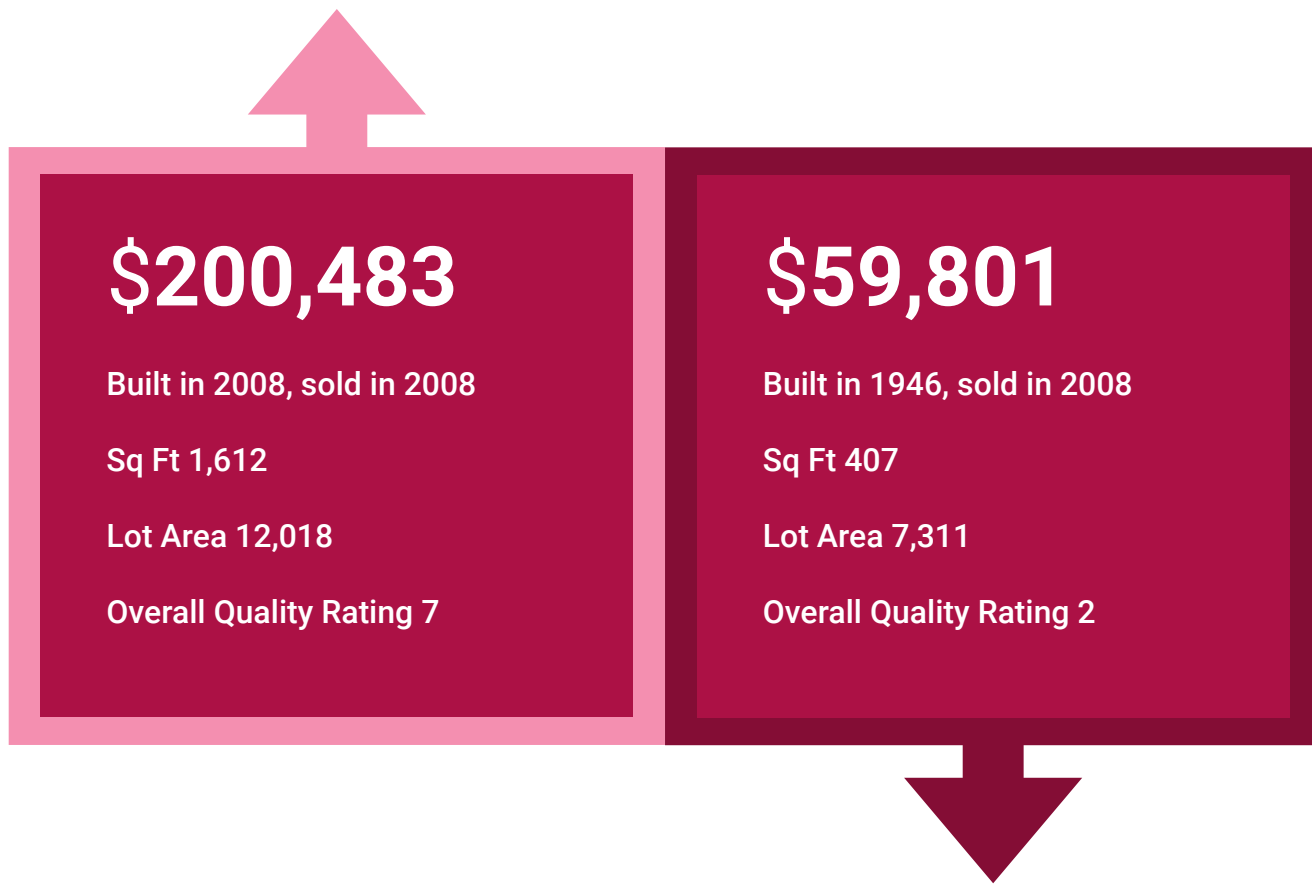 $200,483
Built in 2008, sold in 2008
Sq Ft 1,612
Lot Area 12,018
Overall Quality Rating 7
$59,801
Built in 1946, sold in 2008
Sq Ft 407
Lot Area 7,311
Overall Quality Rating 2